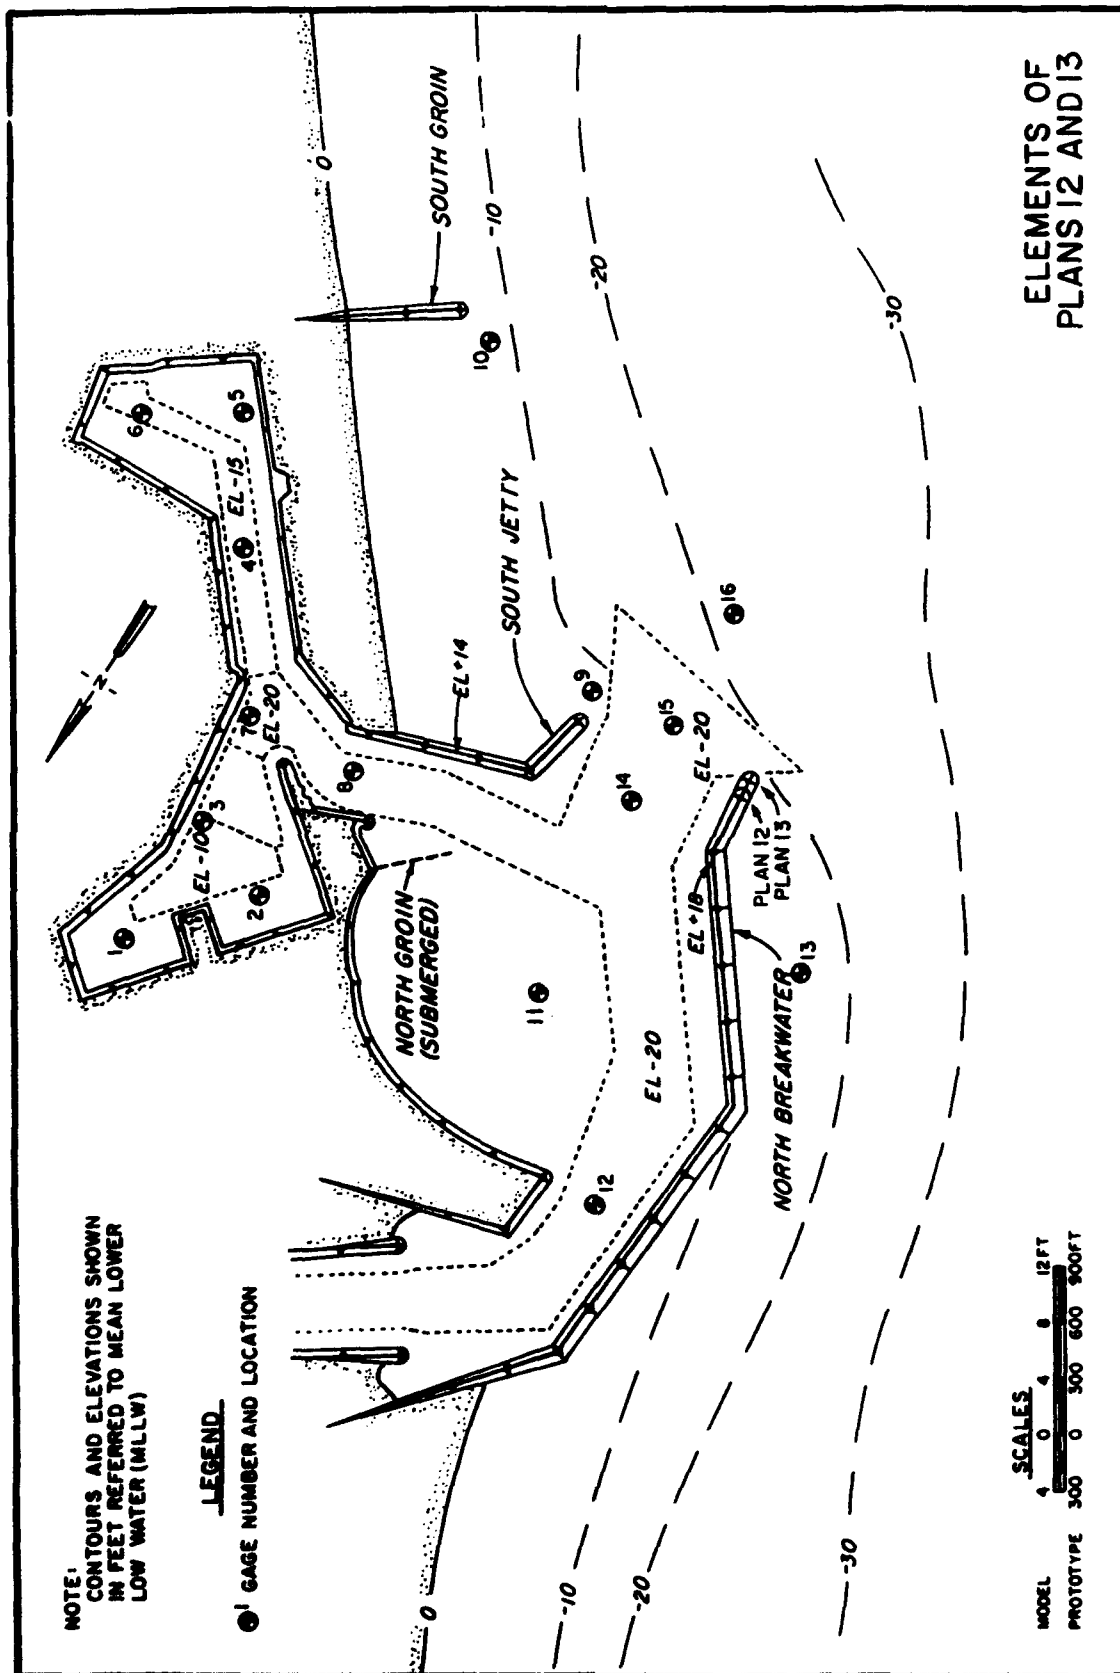 NOTE:
CONTOURS AND ELEVATIONS SHOWN
IN FEET REFERRED TO MEAN LOWER
LOW WATER (MLLW)
LEGEND
1 GAGE NUMBER AND LOCATION
N
1
2
3
4
5
6
7
8
9
10
11
12
13
14
15
16
EL-10
EL-20
EL-15
EL+14
SOUTH JETTY
SOUTH GROIN
NORTH GROIN
(SUBMERGED)
EL-20
EL-20
EL+18
PLAN 12
PLAN 13
NORTH BREAKWATER
0
-10
-20
-30
0
-10
-20
-30
SCALES
MODEL 4 0 4 8 12FT
PROTOTYPE 300 0 300 600 900FT
ELEMENTS OF
PLANS 12 AND 13